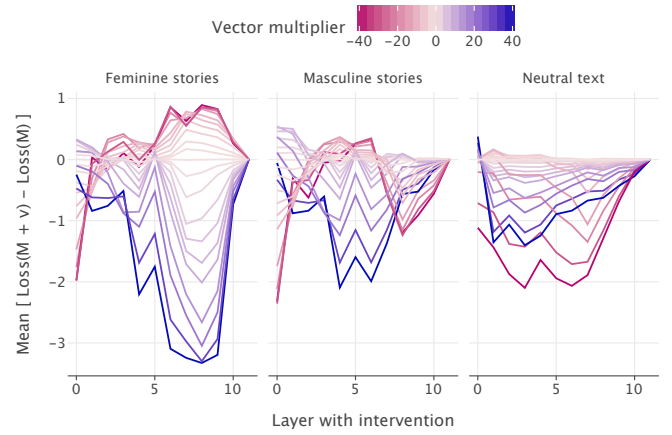 Vector multiplier
−40 −20 0 20 40
Feminine stories Masculine stories Neutral text
Mean [ Loss(M + v) − Loss(M) ]
1
0
−1
−2
−3
0 5 10 0 5 10 0 5 10
Layer with intervention